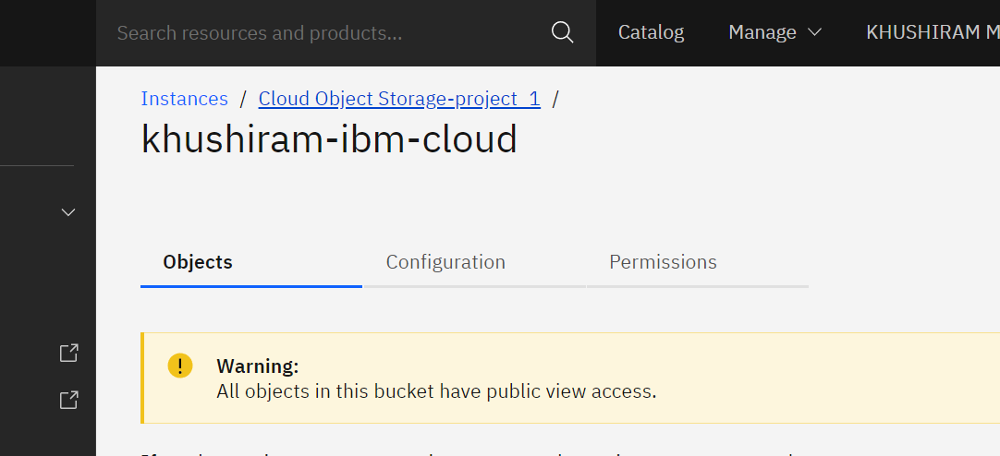 Search resources and products...
Catalog
Manage
KHUSHIRAM M
Instances / Cloud Object Storage-project_1 /
khushiram-ibm-cloud
Objects
Configuration
Permissions
Warning:
All objects in this bucket have public view access.